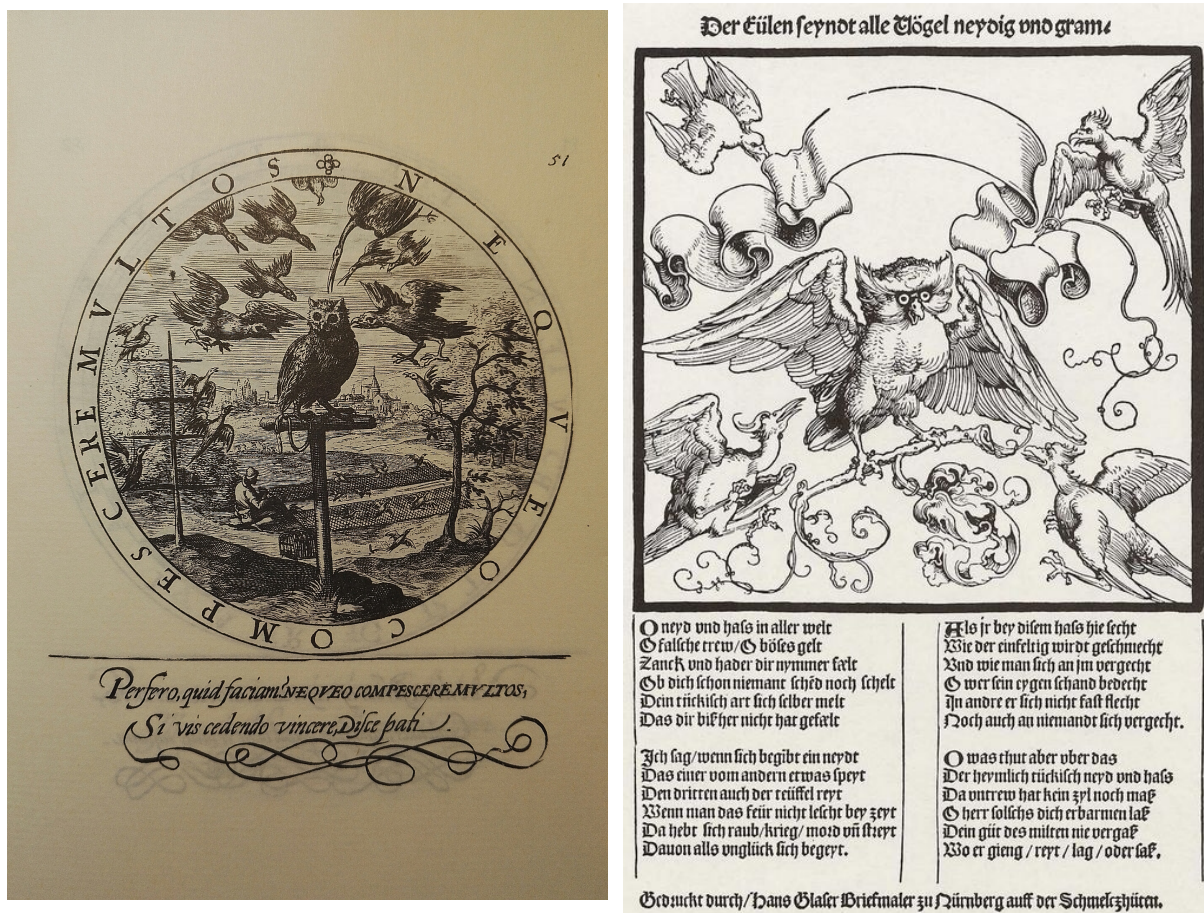 51
NEQVEO COMPESCERE MVLTOS
Perfero, quid faciam? NEQVEO COMPESCERE MVLTOS,
Si vis cedendo vincere, Disce pati.
Der Eülen seyndt alle Vögel neydig vnd gram.
O neyd vnd hass in aller welt
O falsche trew/O böses gelt
Zanck vnd hader dir nymmer fælt
Ob dich schon niemant schēd noch schelt
Dein tückisch art sich selber melt
Das dir bißher nicht hat gefælt
Ich sag/wenn sich begibt ein neydt
Das einer vom andern etwas speyt
Den dritten auch der teüffel reyt
Wenn man das feür nicht lescht bey zeyt
Da hebt sich raub/krieg/mord vn̄ streyt
Dauon alls vnglück sich begeyt.
Als jr bey disem hass hie secht
Wie der einfeltig wirdt geschmecht
Vnd wie man sich an jm vergecht
O wer sein eygen schand bedecht
In andre er sich nicht fast flecht
Noch auch an niemandt sich vergecht.
O was thut aber vber das
Der heymlich tückisch neyd vnd hass
Da vntrew hat kein zyl noch maß
O herr solschs dich erbarmen laß
Dein güt des milten nie vergaß
Wo er gieng/reyt/lag/oder saß.
Gedruckt durch/Hans Glaser Briefmaler zu Nürnberg auff der Schmelczhüten.